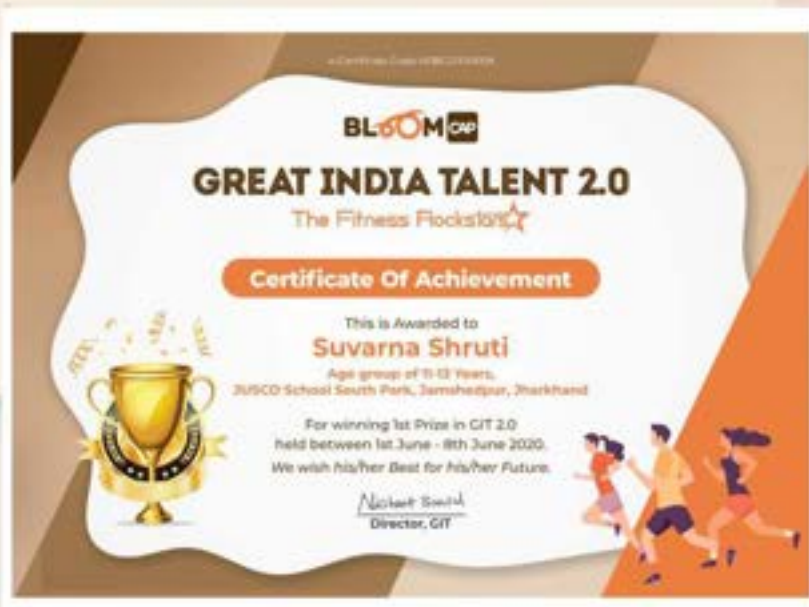 BLOOM CAP
GREAT INDIA TALENT 2.0
The Fitness
Certificate Of Achievement
This is Awarded to
Suvarna Shruti
Age group of 11-13 Years,
JUSCO School South Park, Jamshedpur, Jharkhand
For winning 1st Prize in GIT 2.0
held between 1st June - 8th June 2020.
We wish his/her Best for his/her Future.
Director, GIT